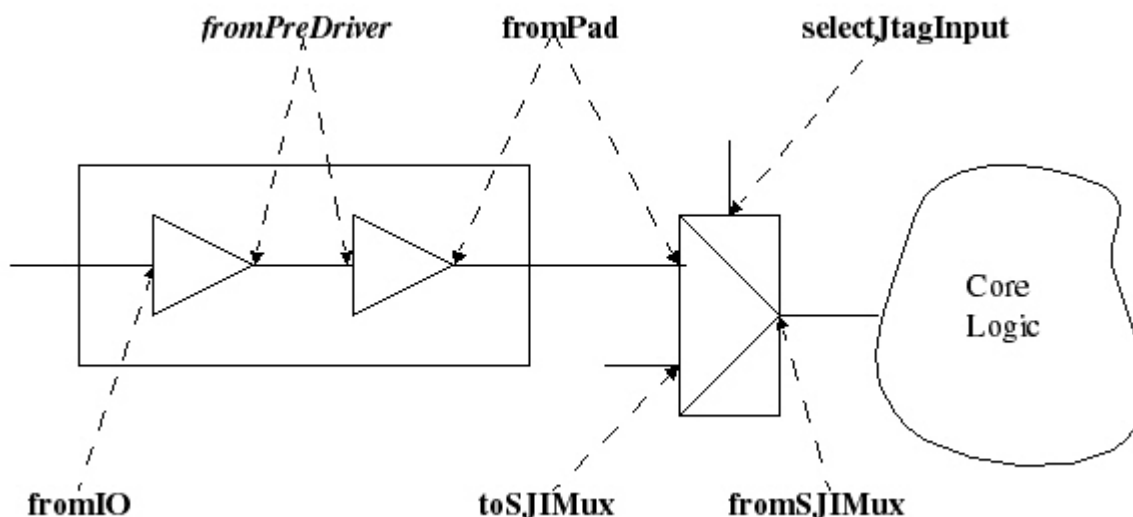 fromPreDriver
fromPad
selectJtagInput
Core
Logic
fromIO
toSJIMux
fromSJIMux